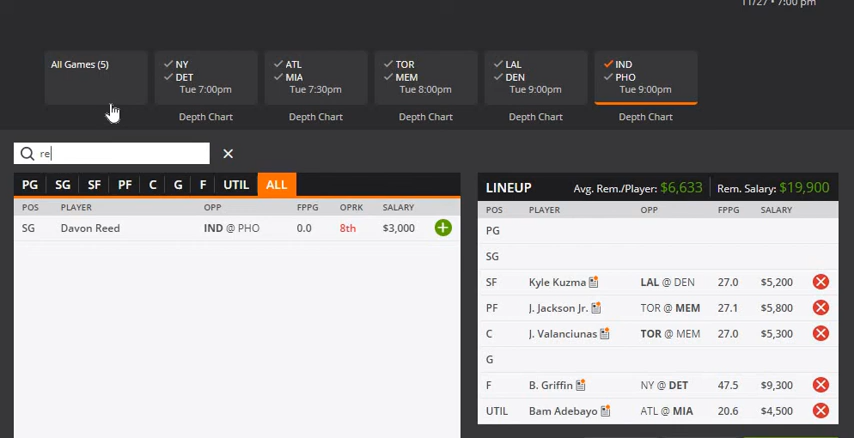 11/27 • 7:00 pm
All Games (5)
NY
DET
Tue 7:00pm
Depth Chart
ATL
MIA
Tue 7:30pm
Depth Chart
TOR
MEM
Tue 8:00pm
Depth Chart
LAL
DEN
Tue 9:00pm
Depth Chart
IND
PHO
Tue 9:00pm
Depth Chart
re
PG SG SF PF C G F UTIL ALL
POS PLAYER OPP FPPG OPRK SALARY
SG Davon Reed IND @ PHO 0.0 8th $3,000
LINEUP Avg. Rem./Player: $6,633 Rem. Salary: $19,900
POS PLAYER OPP FPPG SALARY
PG
SG
SF Kyle Kuzma LAL @ DEN 27.0 $5,200
PF J. Jackson Jr. TOR @ MEM 27.1 $5,800
C J. Valanciunas TOR @ MEM 27.0 $5,300
G
F B. Griffin NY @ DET 47.5 $9,300
UTIL Bam Adebayo ATL @ MIA 20.6 $4,500